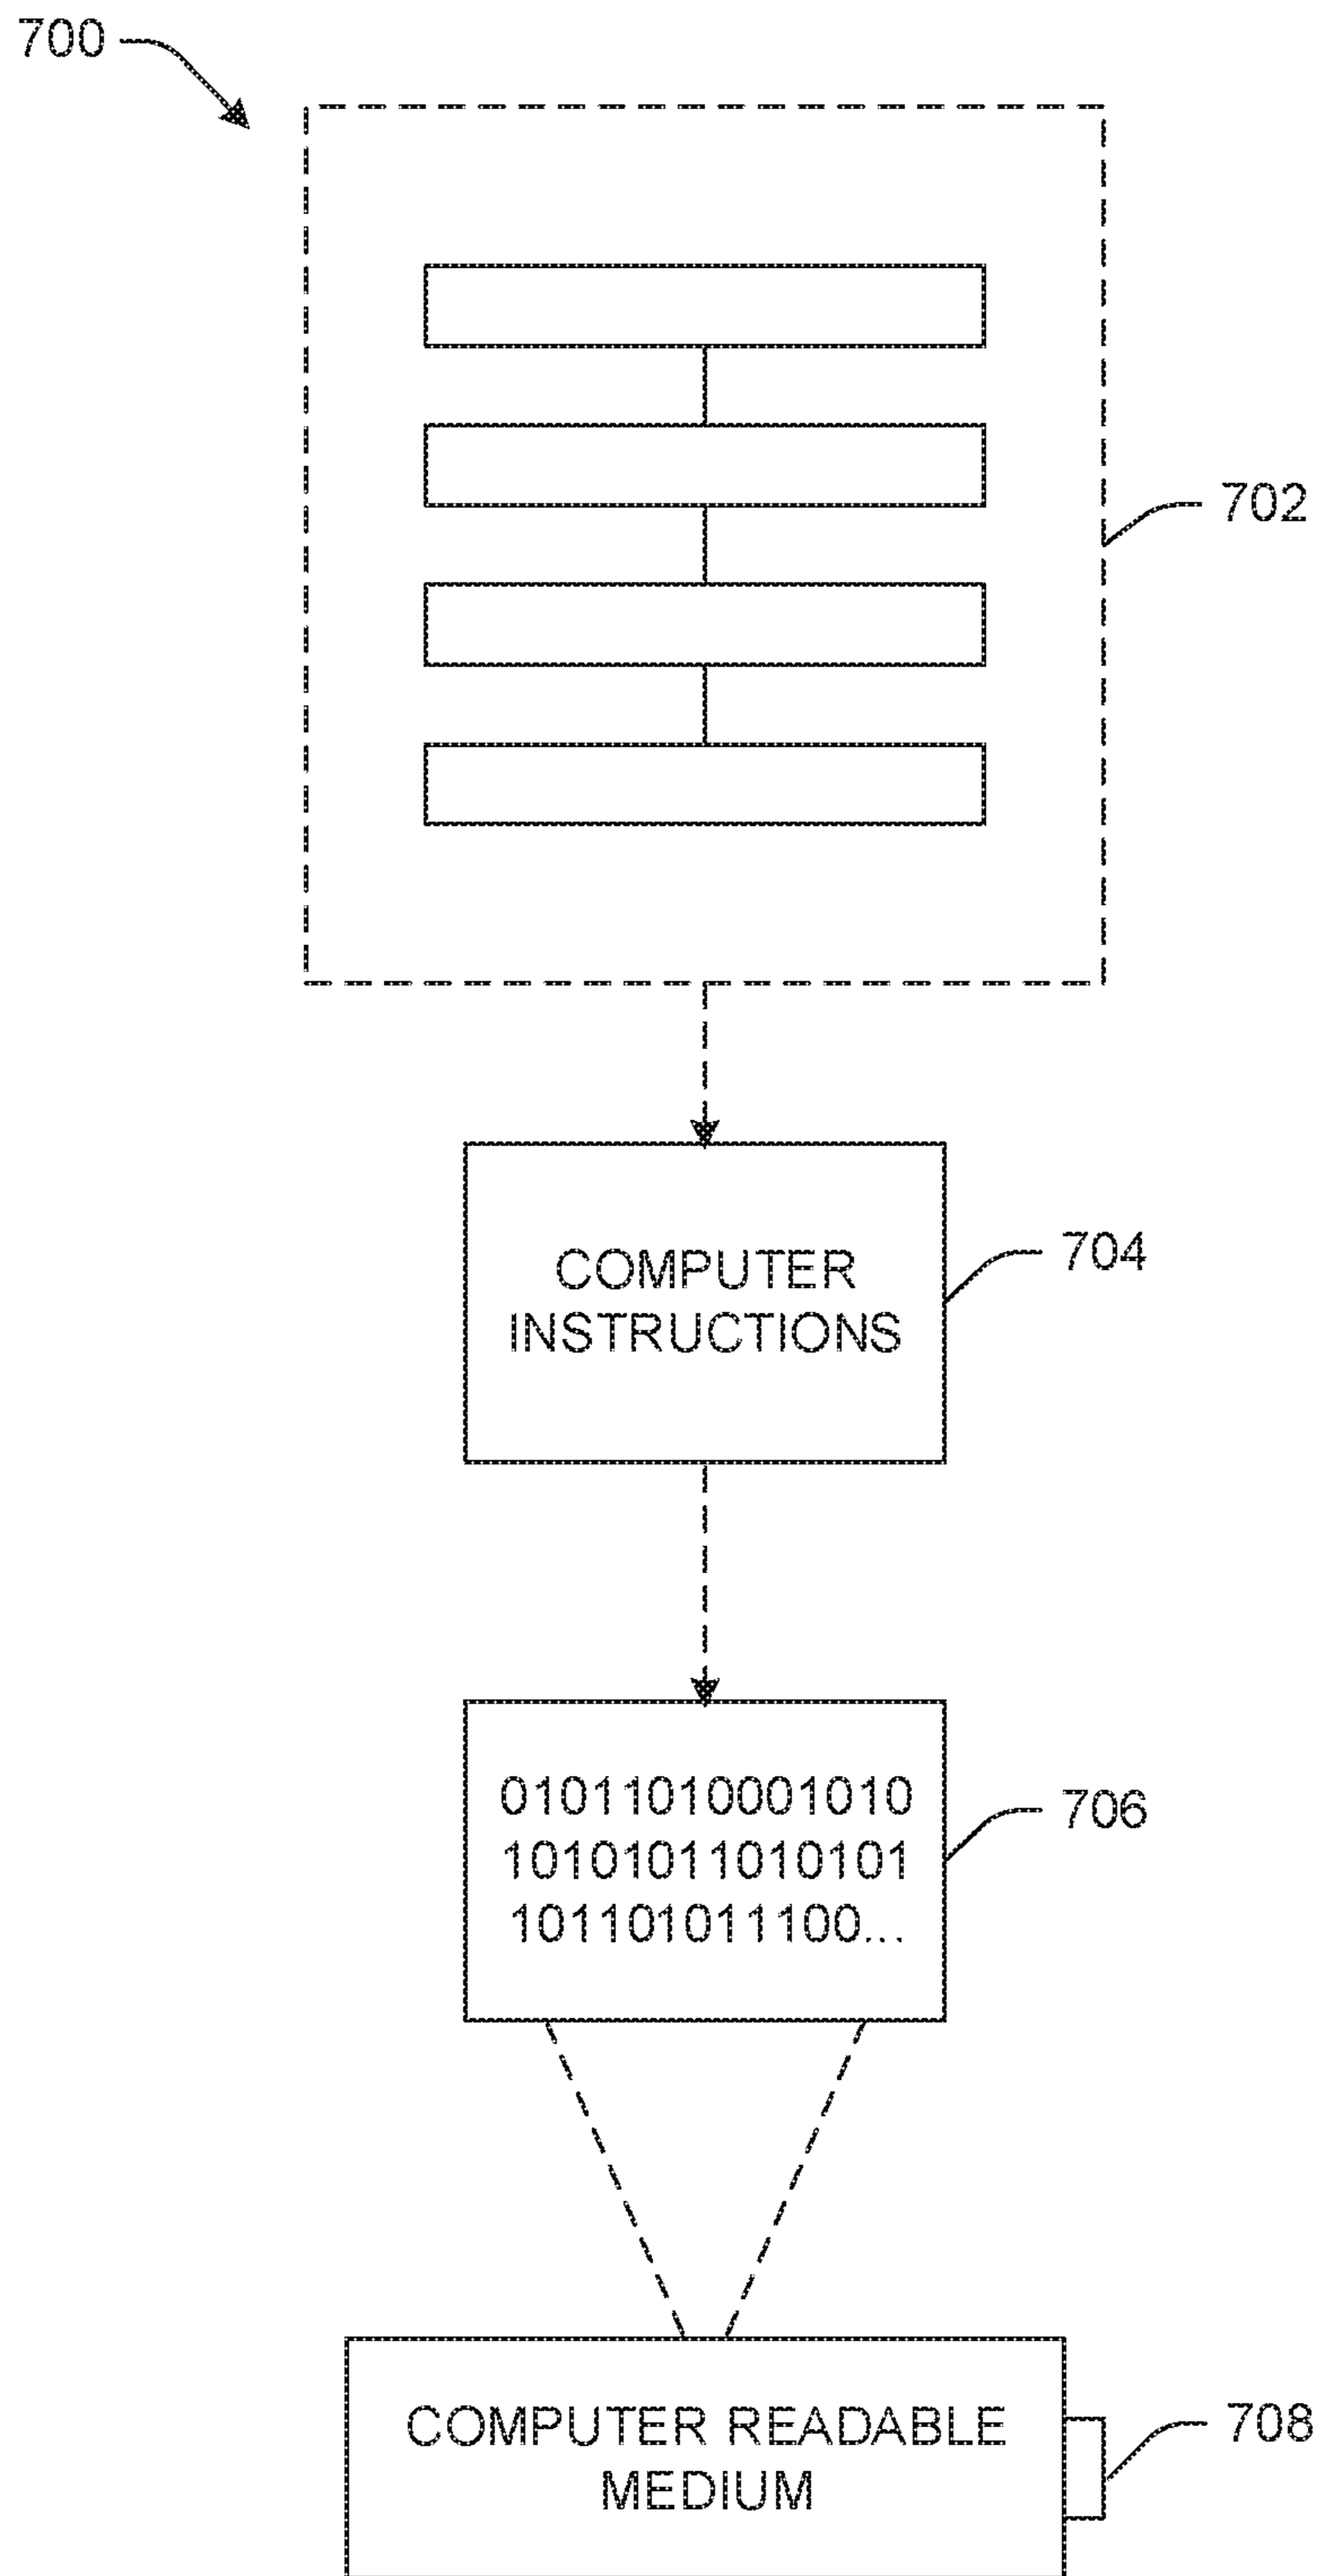 700
702
COMPUTER
INSTRUCTIONS
704
01011010001010
10101011010101
101101011100...
706
COMPUTER READABLE
MEDIUM
708